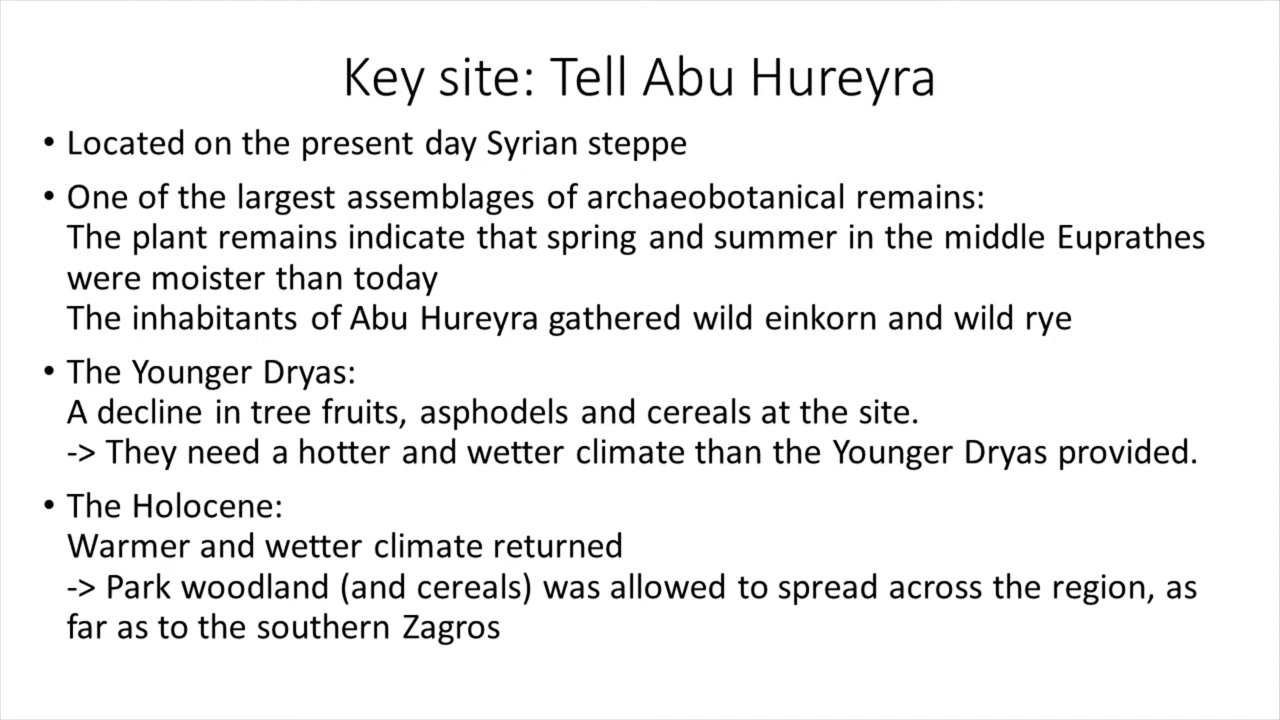 Key site: Tell Abu Hureyra
• Located on the present day Syrian steppe
• One of the largest assemblages of archaeobotanical remains:
The plant remains indicate that spring and summer in the middle Euprathes
were moister than today
The inhabitants of Abu Hureyra gathered wild einkorn and wild rye
• The Younger Dryas:
A decline in tree fruits, asphodels and cereals at the site.
-> They need a hotter and wetter climate than the Younger Dryas provided.
• The Holocene:
Warmer and wetter climate returned
-> Park woodland (and cereals) was allowed to spread across the region, as
far as to the southern Zagros